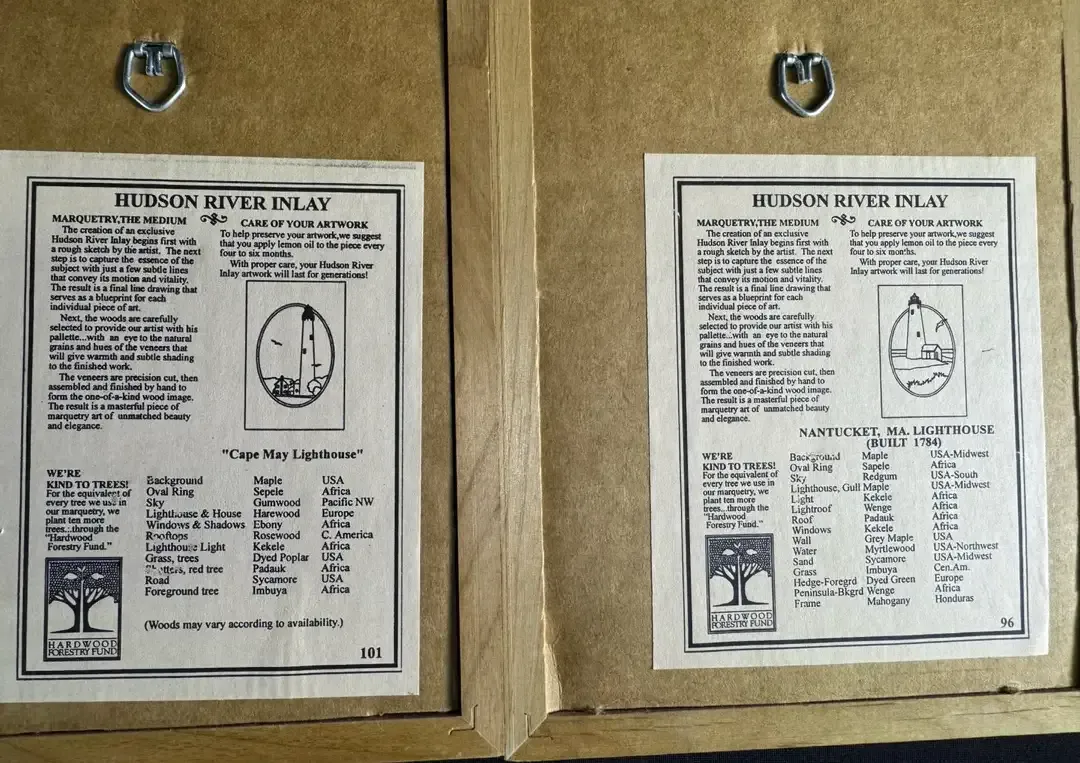 HUDSON RIVER INLAY
MARQUETRY,THE MEDIUM
The creation of an exclusive
Hudson River Inlay begins first with
a rough sketch by the artist. The next
step is to capture the essence of the
subject with just a few subtle lines
that convey its motion and vitality.
The result is a final line drawing that
serves as a blueprint for each
individual piece of art.
Next, the woods are carefully
selected to provide our artist with his
palette...with an eye to the natural
grains and hues of the veneers that
will give warmth and subtle shading
to the finished work.
The veneers are precision cut, then
assembled and finished by hand to
form the one-of-a-kind wood image.
The result is a masterful piece of
marquetry art of unmatched beauty
and elegance.
CARE OF YOUR ARTWORK
To help preserve your artwork,we suggest
that you apply lemon oil to the piece every
four to six months.
With proper care, your Hudson River
Inlay artwork will last for generations!
"Cape May Lighthouse"
WE'RE
KIND TO TREES!
For the equivalent of
every tree we use in
our marquetry, we
plant ten more
trees...through the
"Hardwood
Forestry Fund."
Background Maple USA
Oval Ring Sepele Africa
Sky Gumwood Pacific NW
Lighthouse & House Harewood Europe
Windows & Shadows Ebony Africa
Rooftops Rosewood C. America
Lighthouse Light Kekele Africa
Grass, trees Dyed Poplar USA
Shutters, red tree Padauk Africa
Road Sycamore USA
Foreground tree Imbuya Africa
(Woods may vary according to availability.)
HARDWOOD
FORESTRY FUND
101
HUDSON RIVER INLAY
MARQUETRY,THE MEDIUM
The creation of an exclusive
Hudson River Inlay begins first with
a rough sketch by the artist. The next
step is to capture the essence of the
subject with just a few subtle lines
that convey its motion and vitality.
The result is a final line drawing that
serves as a blueprint for each
individual piece of art.
Next, the woods are carefully
selected to provide our artist with his
palette...with an eye to the natural
grains and hues of the veneers that
will give warmth and subtle shading
to the finished work.
The veneers are precision cut, then
assembled and finished by hand to
form the one-of-a-kind wood image.
The result is a masterful piece of
marquetry art of unmatched beauty
and elegance.
CARE OF YOUR ARTWORK
To help preserve your artwork,we suggest
that you apply lemon oil to the piece every
four to six months.
With proper care, your Hudson River
Inlay artwork will last for generations!
NANTUCKET, MA. LIGHTHOUSE
(BUILT 1784)
WE'RE
KIND TO TREES!
For the equivalent of
every tree we use in
our marquetry, we
plant ten more
trees...through the
"Hardwood
Forestry Fund."
Background Maple USA-Midwest
Oval Ring Sapele Africa
Sky Redgum USA-South
Lighthouse, Gull Maple USA-Midwest
Light Kekele Africa
Lightroof Wenge Africa
Roof Padauk Africa
Windows Kekele Africa
Wall Grey Maple USA
Water Myrtlewood USA-Northwest
Sand Sycamore USA-Midwest
Grass Imbuya Cen.Am.
Hedge-Foregrd Dyed Green Europe
Peninsula-Bkgrd Wenge Africa
Frame Mahogany Honduras
HARDWOOD
FORESTRY FUND
96